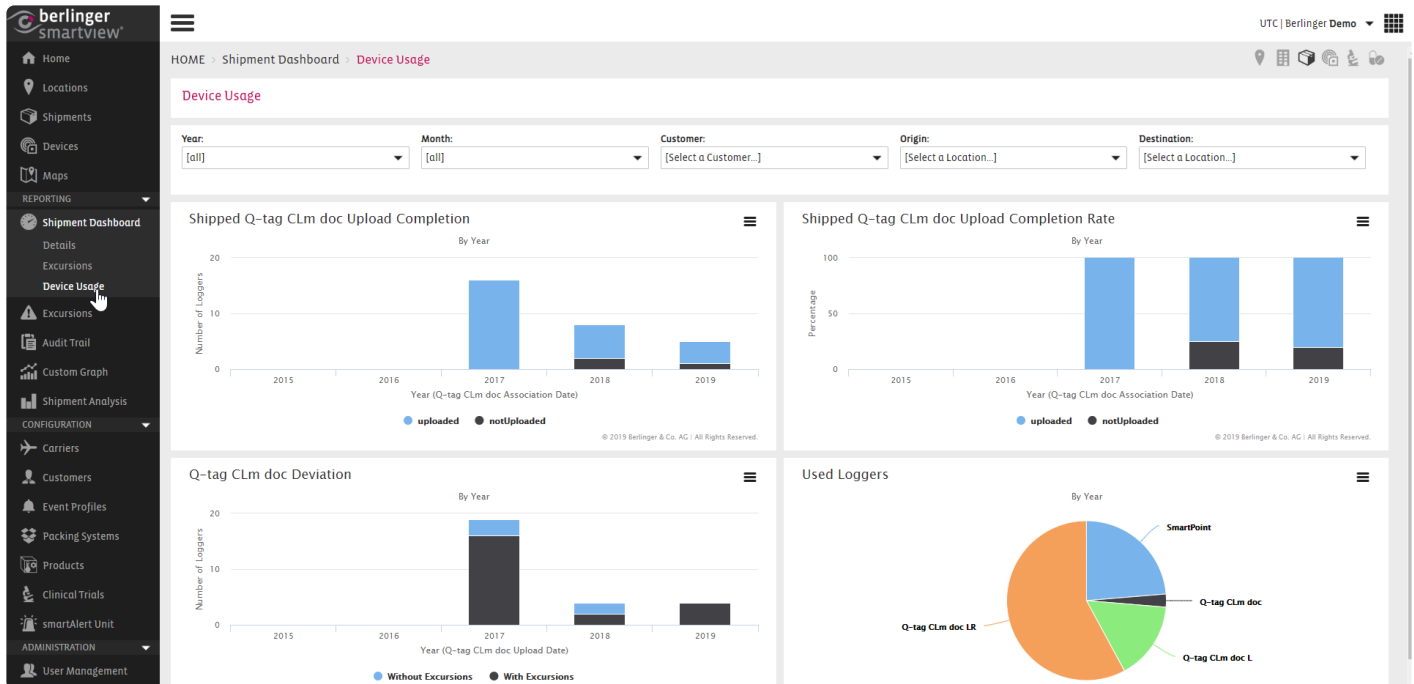 berlinger
smartview°
UTC | Berlinger Demo
Home
Locations
Shipments
Devices
Maps
REPORTING
Shipment Dashboard
Details
Excursions
Device Usage
Excursions
Audit Trail
Custom Graph
Shipment Analysis
CONFIGURATION
Carriers
Customers
Event Profiles
Packing Systems
Products
Clinical Trials
smartAlert Unit
ADMINISTRATION
User Management
HOME > Shipment Dashboard > Device Usage
Device Usage
Year: Month: Customer: Origin: Destination:
[all] [all] [Select a Customer...] [Select a Location...] [Select a Location...]
Shipped Q-tag CLm doc Upload Completion
By Year
Number of Loggers
20
10
0
2015 2016 2017 2018 2019
Year (Q-tag CLm doc Association Date)
uploaded notUploaded
© 2019 Berlinger & Co. AG | All Rights Reserved.
Shipped Q-tag CLm doc Upload Completion Rate
By Year
Percentage
100
50
0
2015 2016 2017 2018 2019
Year (Q-tag CLm doc Association Date)
uploaded notUploaded
© 2019 Berlinger & Co. AG | All Rights Reserved.
Q-tag CLm doc Deviation
By Year
Number of Loggers
20
10
0
2015 2016 2017 2018 2019
Year (Q-tag CLm doc Upload Date)
Without Excursions With Excursions
Used Loggers
By Year
SmartPoint
Q-tag CLm doc
Q-tag CLm doc LR
Q-tag CLm doc L